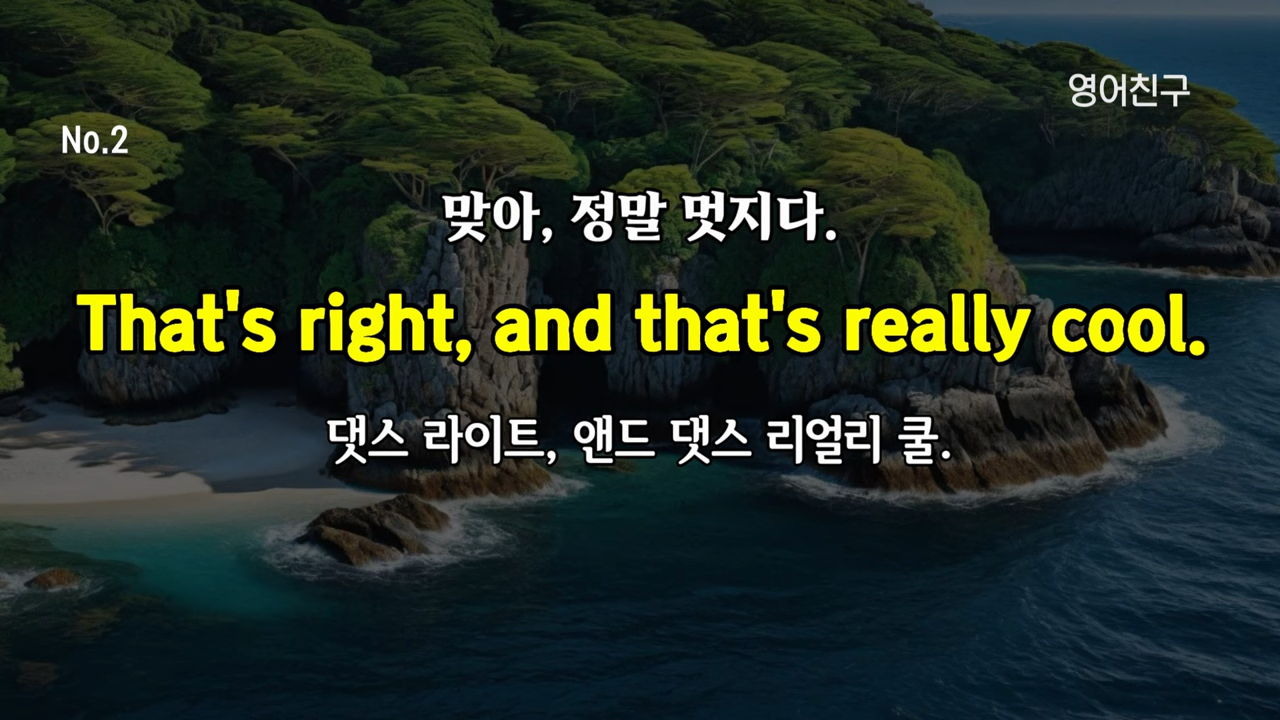 영어친구
No.2
맞아, 정말 멋지다.
That's right, and that's really cool.
댓스 라이트, 앤드 댓스 리얼리 쿨.